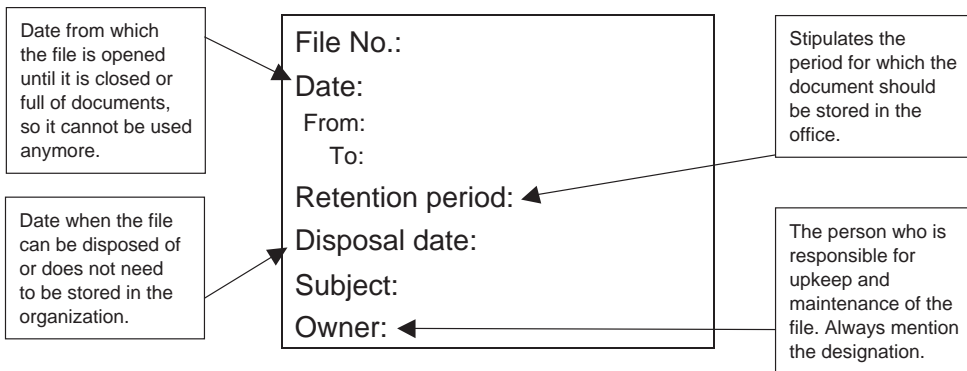 Date from which
the file is opened
until it is closed or
full of documents,
so it cannot be used
anymore.
Date when the file
can be disposed of
or does not need
to be stored in the
organization.
File No.:
Date:
From:
To:
Retention period:
Disposal date:
Subject:
Owner:
Stipulates the
period for which the
document should
be stored in the
office.
The person who is
responsible for
upkeep and
maintenance of the
file. Always mention
the designation.